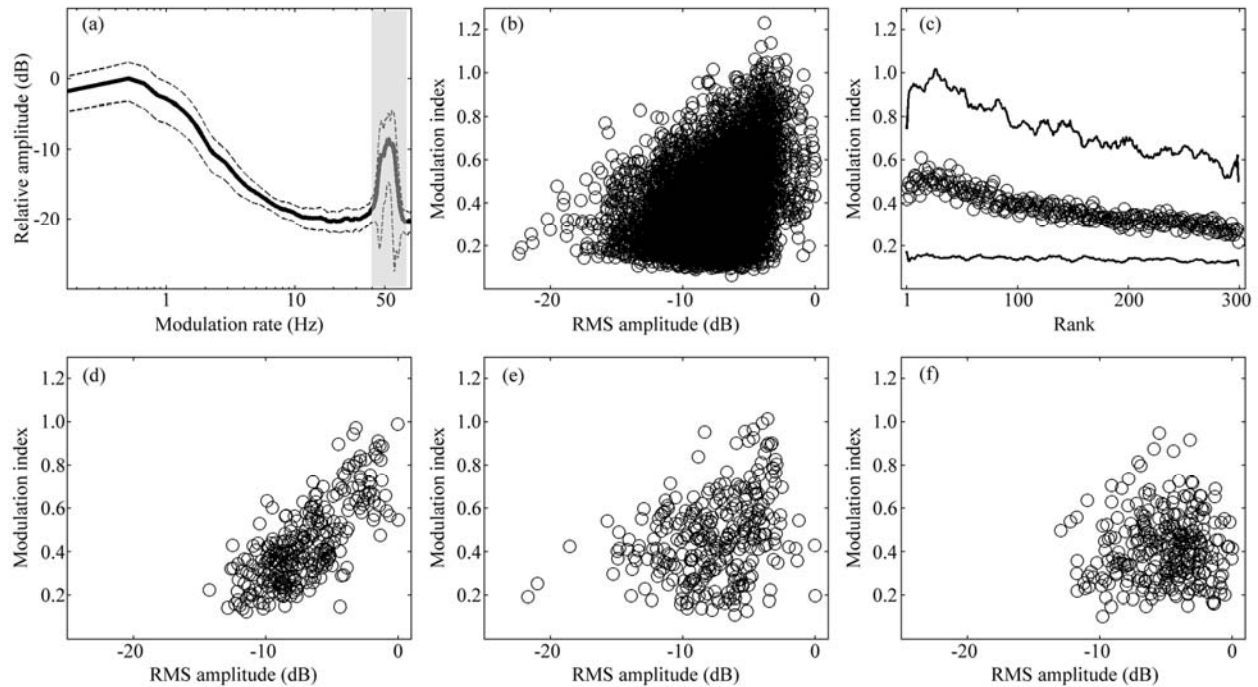 (a)
0
-10
-20
Relative amplitude (dB)
1
10
50
Modulation rate (Hz)
(b)
1.2
1.0
0.8
0.6
0.4
0.2
Modulation index
-20
-10
0
RMS amplitude (dB)
(c)
1.2
1.0
0.8
0.6
0.4
0.2
Modulation index
1
100
200
300
Rank
(d)
1.2
1.0
0.8
0.6
0.4
0.2
Modulation index
-20
-10
0
RMS amplitude (dB)
(e)
1.2
1.0
0.8
0.6
0.4
0.2
Modulation index
-20
-10
0
RMS amplitude (dB)
(f)
1.2
1.0
0.8
0.6
0.4
0.2
Modulation index
-20
-10
0
RMS amplitude (dB)